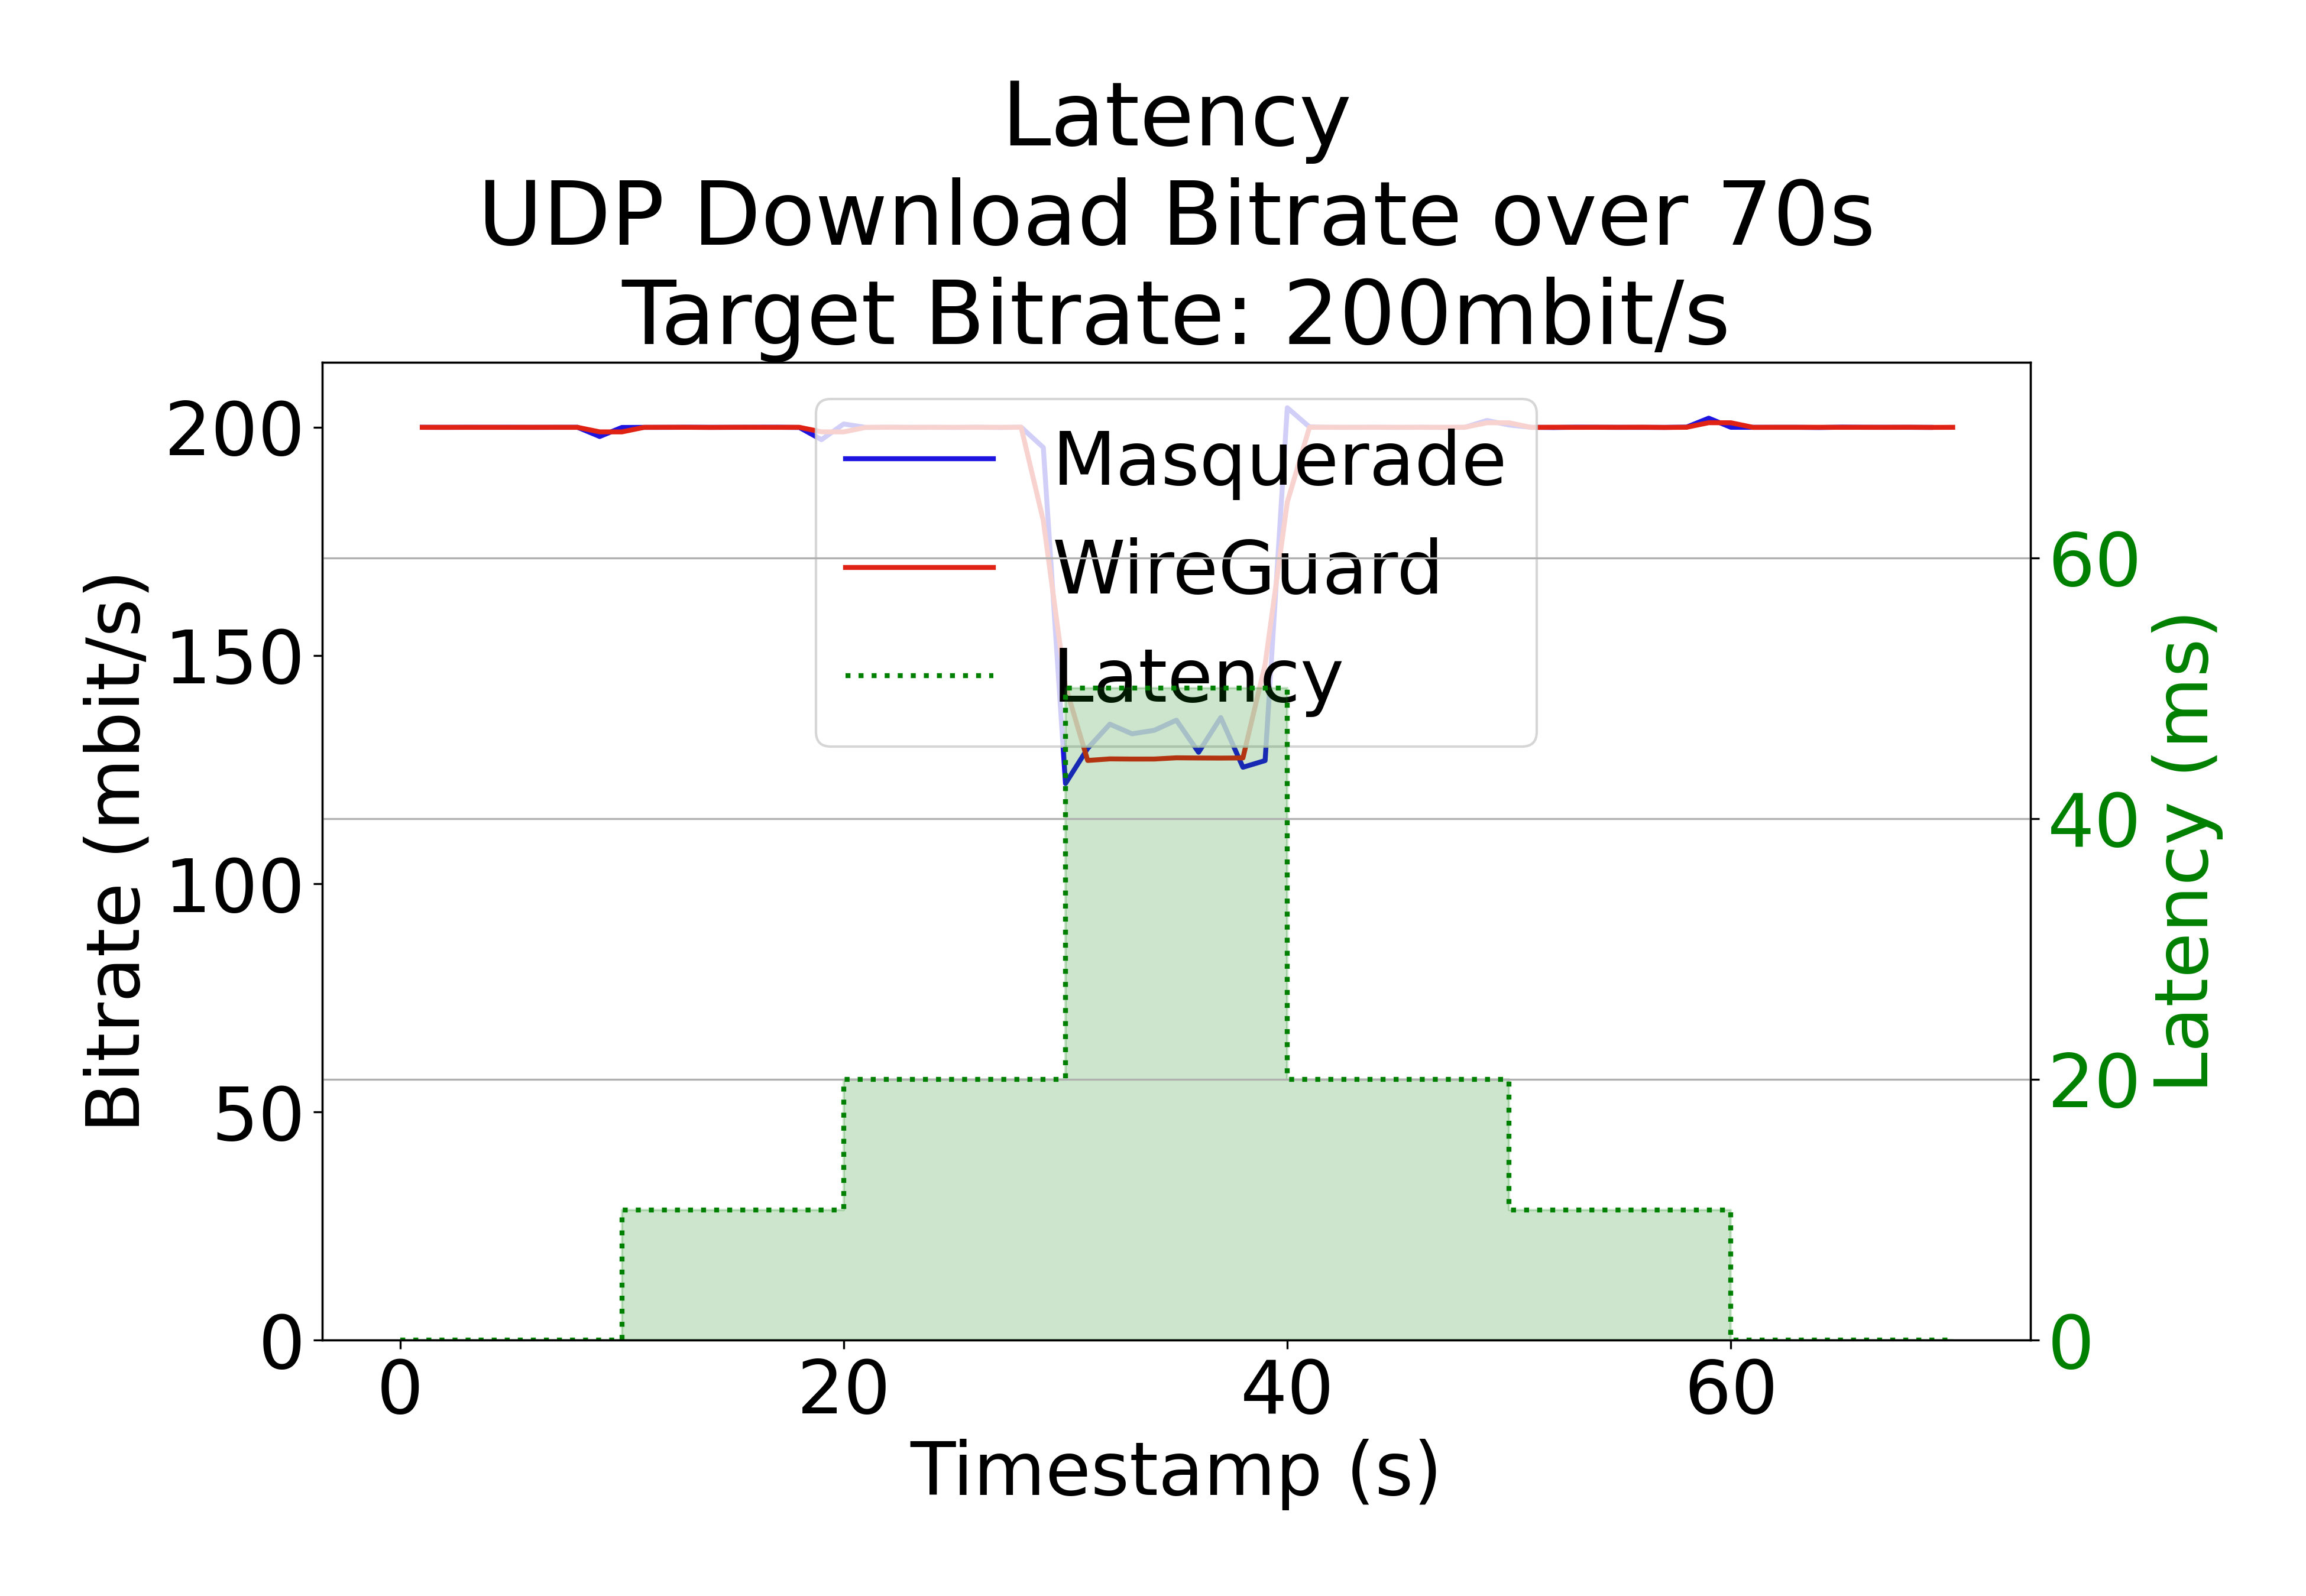 Latency
UDP Download Bitrate over 70s
Target Bitrate: 200mbit/s
Bitrate (mbit/s)
200
150
100
50
0
Masquerade
WireGuard
Latency
60
40
20
0
Latency (ms)
0
20
40
60
Timestamp (s)